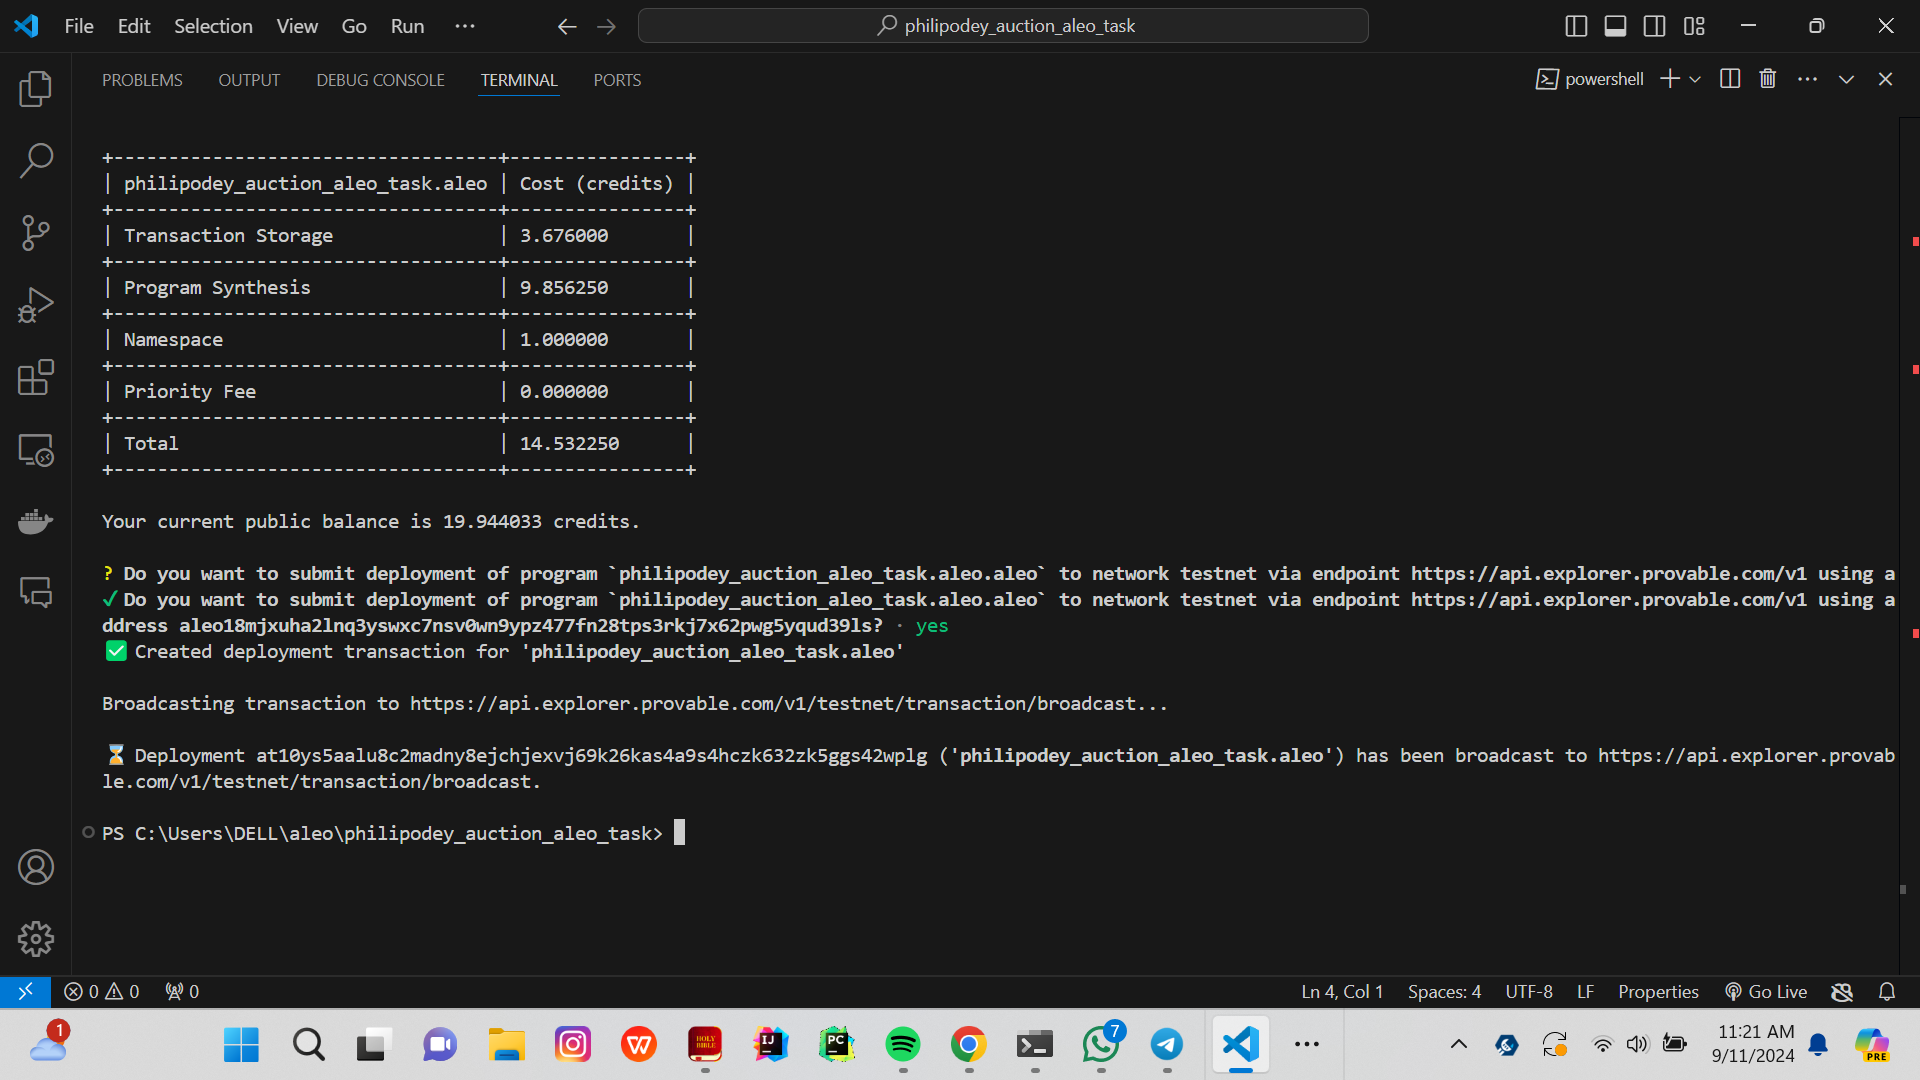 File Edit Selection View Go Run ··· philipodey_auction_aleo_task
PROBLEMS OUTPUT DEBUG CONSOLE TERMINAL PORTS powershell
+-----------------------------------+----------------+
| philipodey_auction_aleo_task.aleo | Cost (credits) |
+-----------------------------------+----------------+
| Transaction Storage | 3.676000 |
+-----------------------------------+----------------+
| Program Synthesis | 9.856250 |
+-----------------------------------+----------------+
| Namespace | 1.000000 |
+-----------------------------------+----------------+
| Priority Fee | 0.000000 |
+-----------------------------------+----------------+
| Total | 14.532250 |
+-----------------------------------+----------------+
Your current public balance is 19.944033 credits.
? Do you want to submit deployment of program `philipodey_auction_aleo_task.aleo.aleo` to network testnet via endpoint https://api.explorer.provable.com/v1 using a
✓ Do you want to submit deployment of program `philipodey_auction_aleo_task.aleo.aleo` to network testnet via endpoint https://api.explorer.provable.com/v1 using a
ddress aleo18mjxuha2lnq3yswxc7nsv0wn9ypz477fn28tps3rkj7x62pwg5yqud39ls? · yes
✅ Created deployment transaction for 'philipodey_auction_aleo_task.aleo'
Broadcasting transaction to https://api.explorer.provable.com/v1/testnet/transaction/broadcast...
⌛ Deployment at10ys5aalu8c2madny8ejchjexvj69k26kas4a9s4hczk632zk5ggs42wplg ('philipodey_auction_aleo_task.aleo') has been broadcast to https://api.explorer.provab
le.com/v1/testnet/transaction/broadcast.
PS C:\Users\DELL\aleo\philipodey_auction_aleo_task>
0 0 0 Ln 4, Col 1 Spaces: 4 UTF-8 LF Properties Go Live
1 W HOLY BIBLE IJ PC 7 ··· 11:21 AM
9/11/2024 PRE